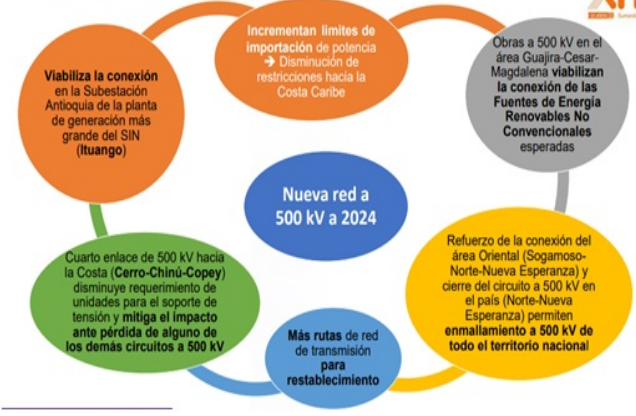 Incrementan limites de
importación de potencia
→ Disminución de
restricciones hacia la
Costa Caribe
Obras a 500 kV en el
área Guajira-Cesar-
Magdalena viabilizan
la conexión de las
Fuentes de Energía
Renovables No
Convencionales
esperadas
Viabiliza la conexión
en la Subestación
Antioquia de la planta
de generación más
grande del SIN
(Ituango)
Nueva red a
500 kV a 2024
Cuarto enlace de 500 kV hacia
la Costa (Cerro-Chinú-Copey)
disminuye requerimiento de
unidades para el soporte de
tensión y mitiga el impacto
ante pérdida de alguno de
los demás circuitos a 500 kV
Refuerzo de la conexión del
área Oriental (Sogamoso-
Norte-Nueva Esperanza) y
cierre del circuito a 500 kV en
el país (Norte-Nueva
Esperanza) permiten
enmallamiento a 500 kV de
todo el territorio nacional
Más rutas de red
de transmisión
para
restablecimiento